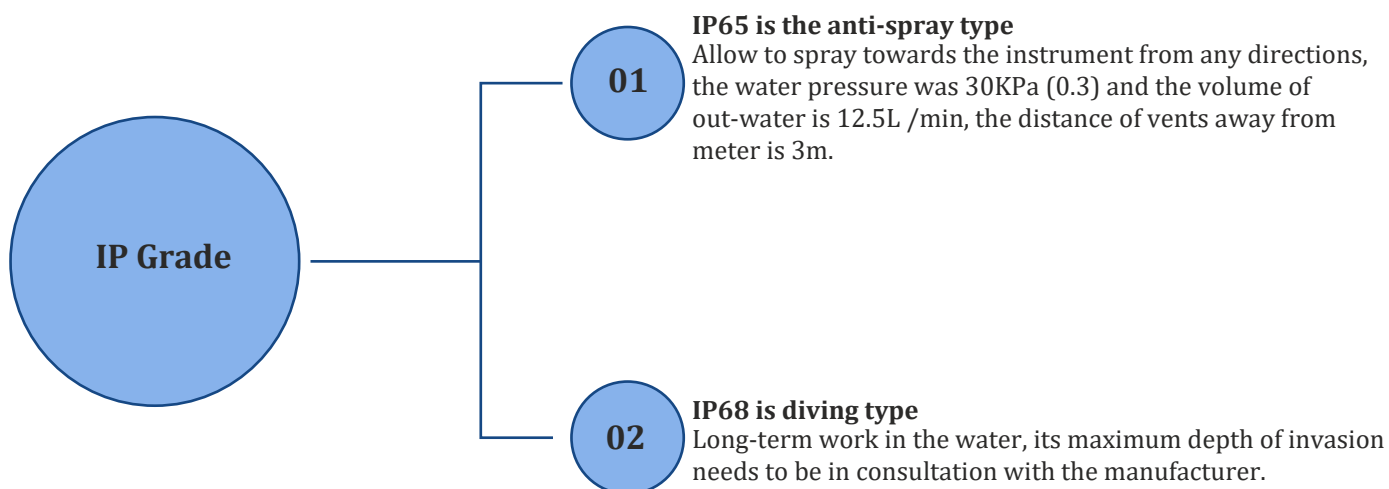 IP Grade
01
IP65 is the anti-spray type
Allow to spray towards the instrument from any directions,
the water pressure was 30KPa (0.3) and the volume of
out-water is 12.5L /min, the distance of vents away from
meter is 3m.
02
IP68 is diving type
Long-term work in the water, its maximum depth of invasion
needs to be in consultation with the manufacturer.